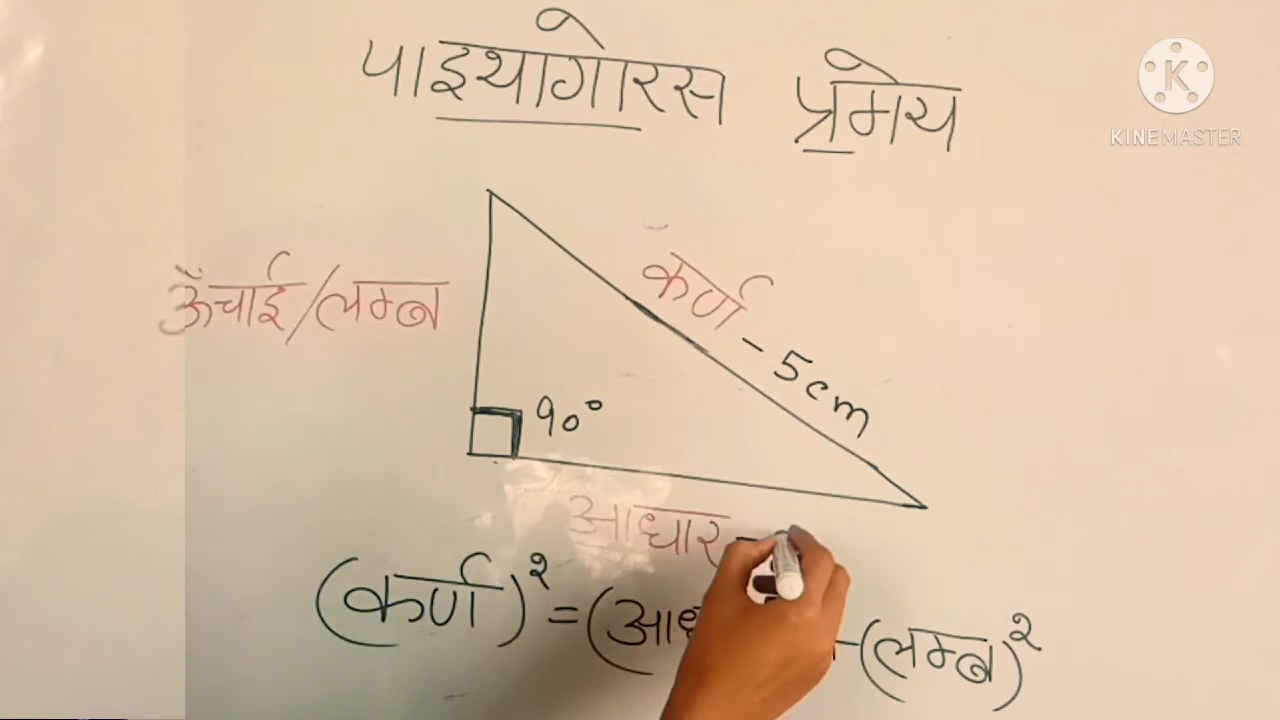 पाइथागोरस प्रमेय
K
KINEMASTER
ऊँचाई/लम्ब
कर्ण - 5cm
90°
आधार -
(कर्ण)² = ( -(लम्ब)²